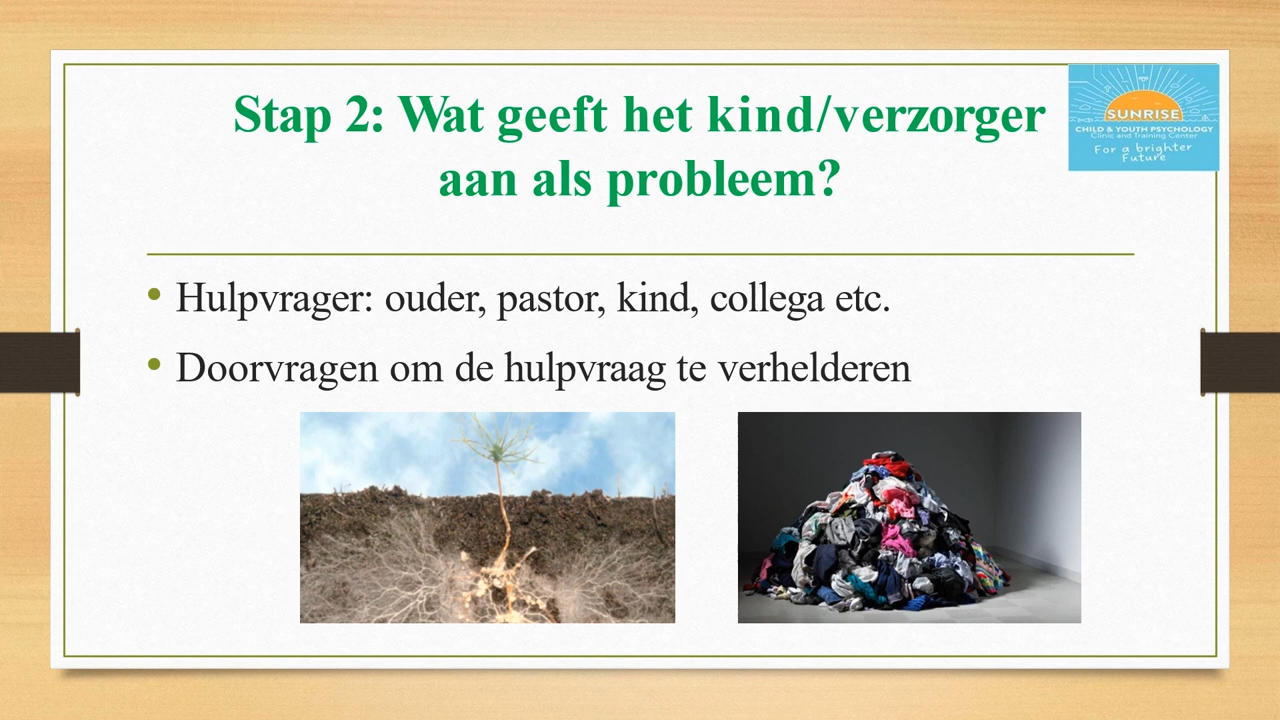 Stap 2: Wat geeft het kind/verzorger
aan als probleem?
SUNRISE
CHILD & YOUTH PSYCHOLOGY
Clinic and Training Center
For a brighter
Future
• Hulpvrager: ouder, pastor, kind, collega etc.
• Doorvragen om de hulpvraag te verhelderen